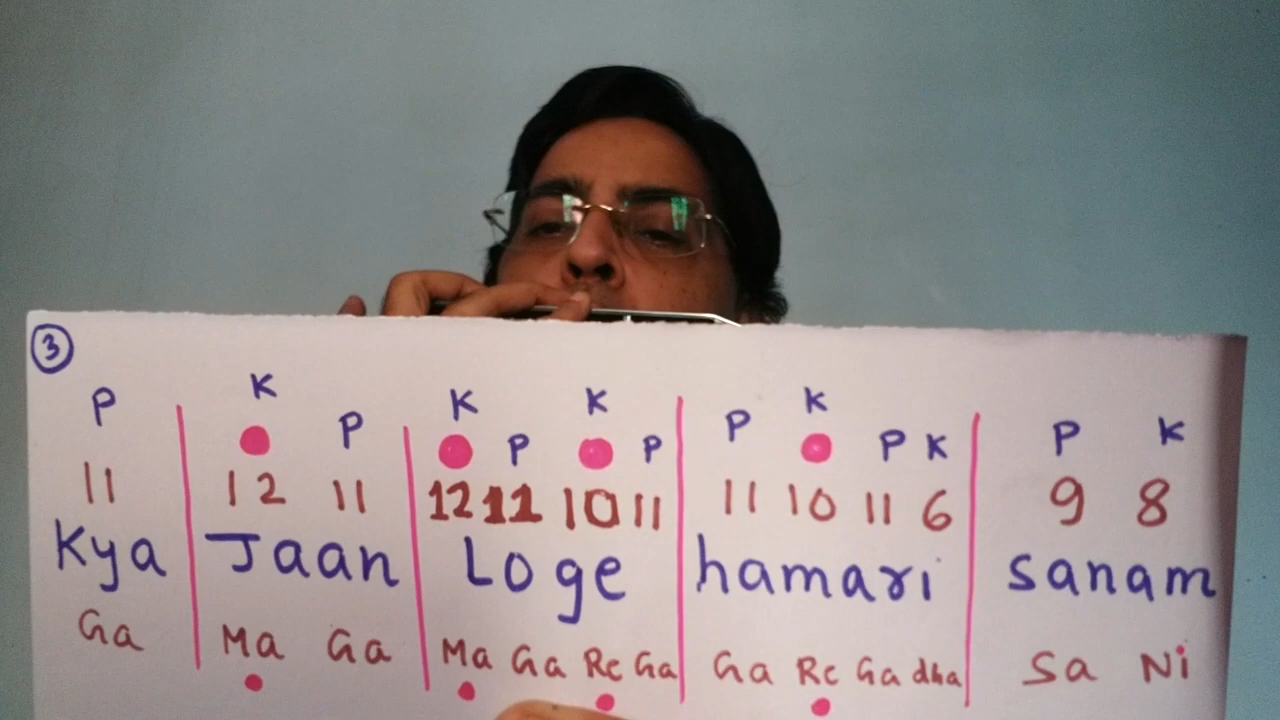 3
P K P K P K P P K P K P K
11 12 11 12 11 10 11 11 10 11 6 9 8
Kya Jaan Loge hamari sanam
Ga Ma Ga Ma Ga Re Ga Ga Re Ga dha Sa Ni